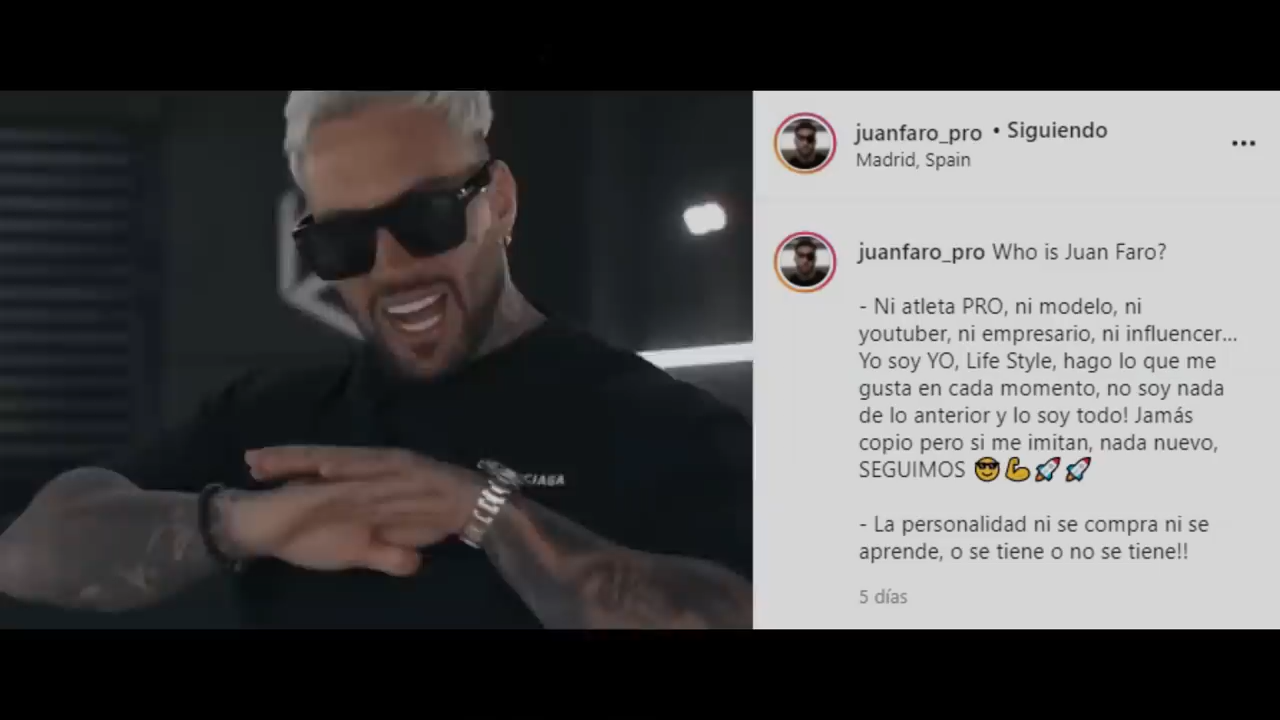 juanfaro_pro • Siguiendo
Madrid, Spain
juanfaro_pro Who is Juan Faro?
- Ni atleta PRO, ni modelo, ni
youtuber, ni empresario, ni influencer...
Yo soy YO, Life Style, hago lo que me
gusta en cada momento, no soy nada
de lo anterior y lo soy todo! Jamás
copio pero si me imitan, nada nuevo,
SEGUIMOS 😎💪🚀🚀
- La personalidad ni se compra ni se
aprende, o se tiene o no se tiene!!
5 días